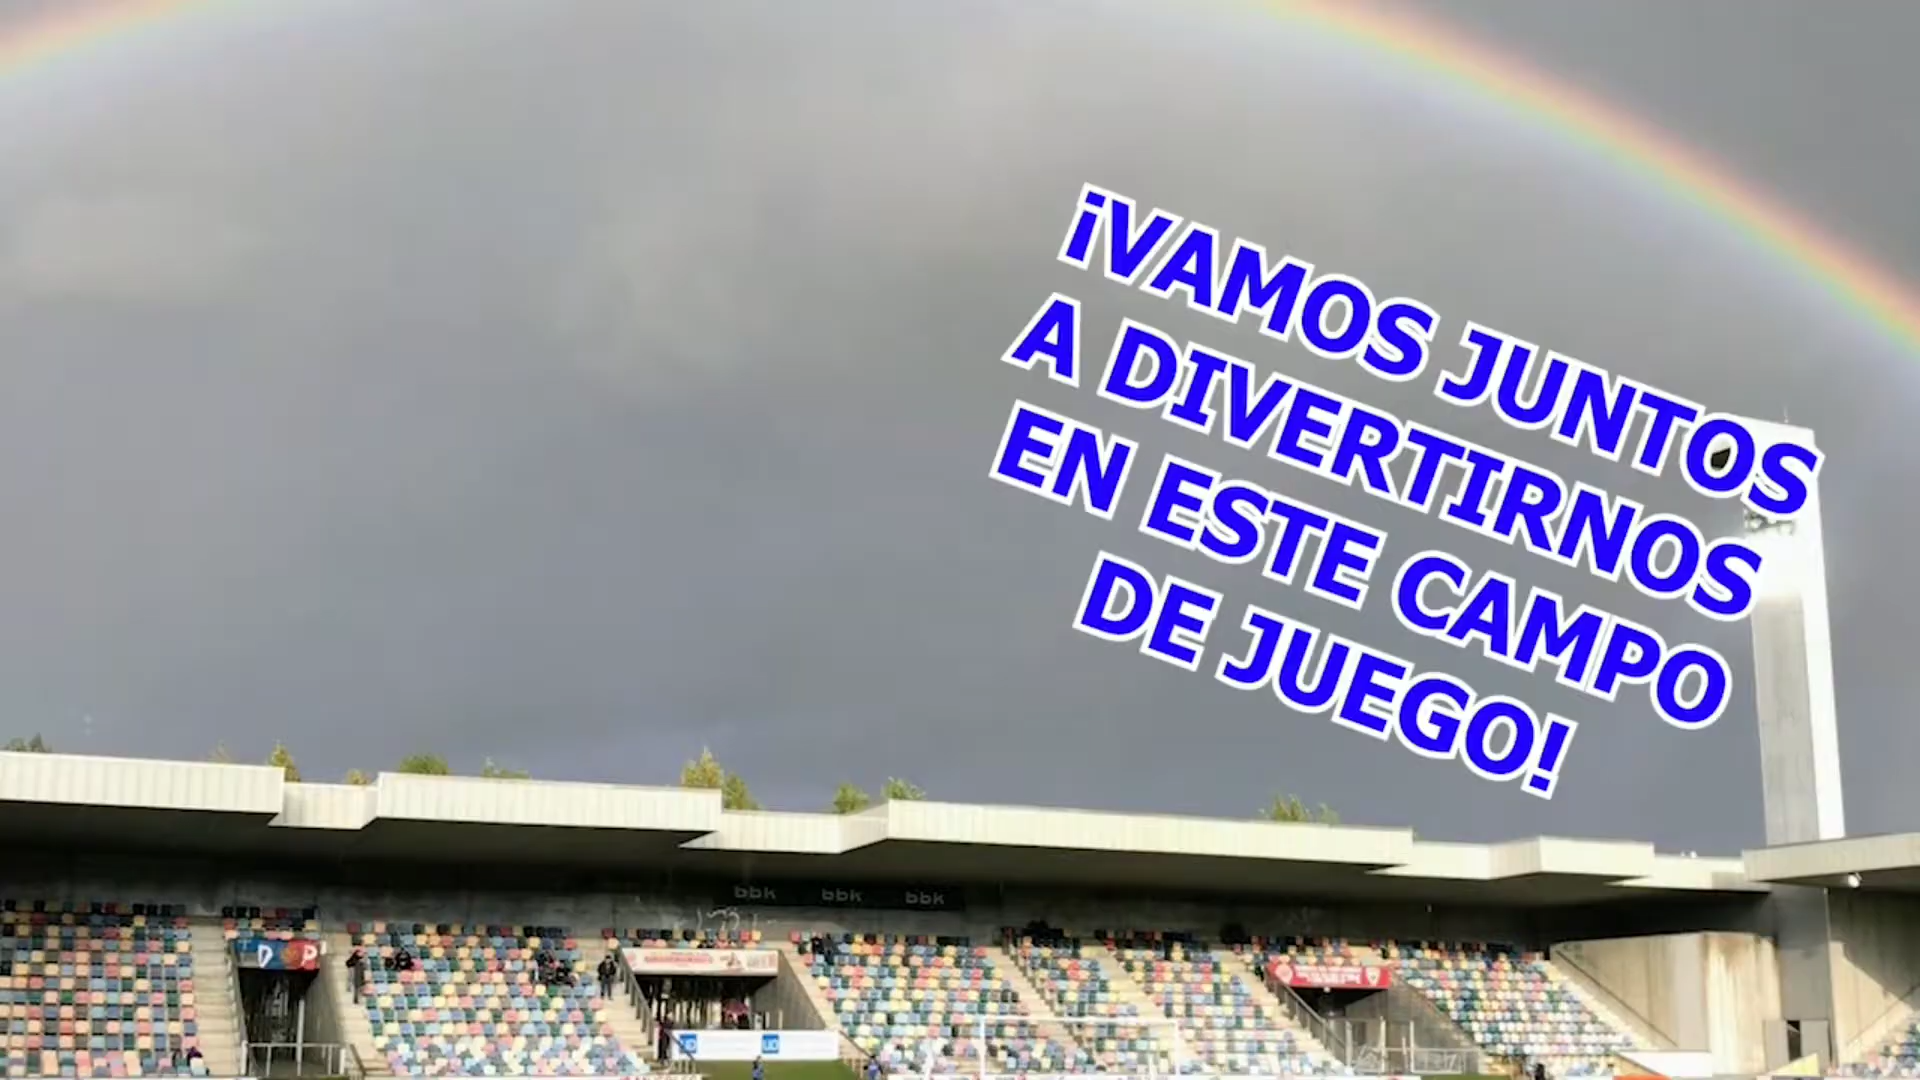 ¡VAMOS JUNTOS
A DIVERTIRNOS
EN ESTE CAMPO
DE JUEGO!
bbk bbk bbk
D P